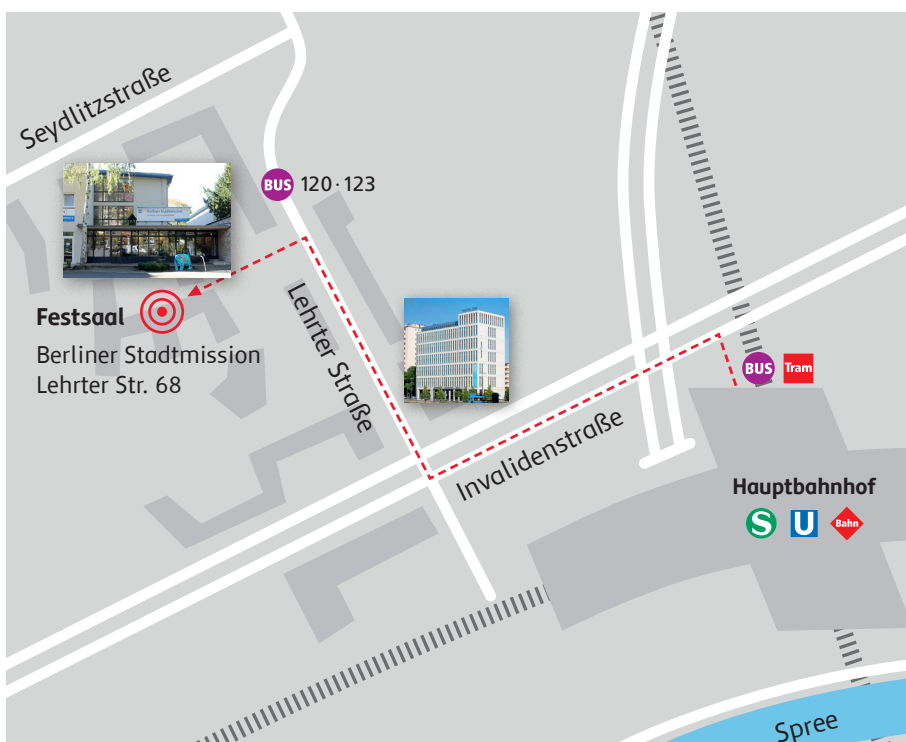 Seydlitzstraße
BUS 120 · 123
Festsaal
Berliner Stadtmission
Lehrter Str. 68
Lehrter Straße
Invalidenstraße
BUS Tram
Hauptbahnhof
S U Bahn
Spree